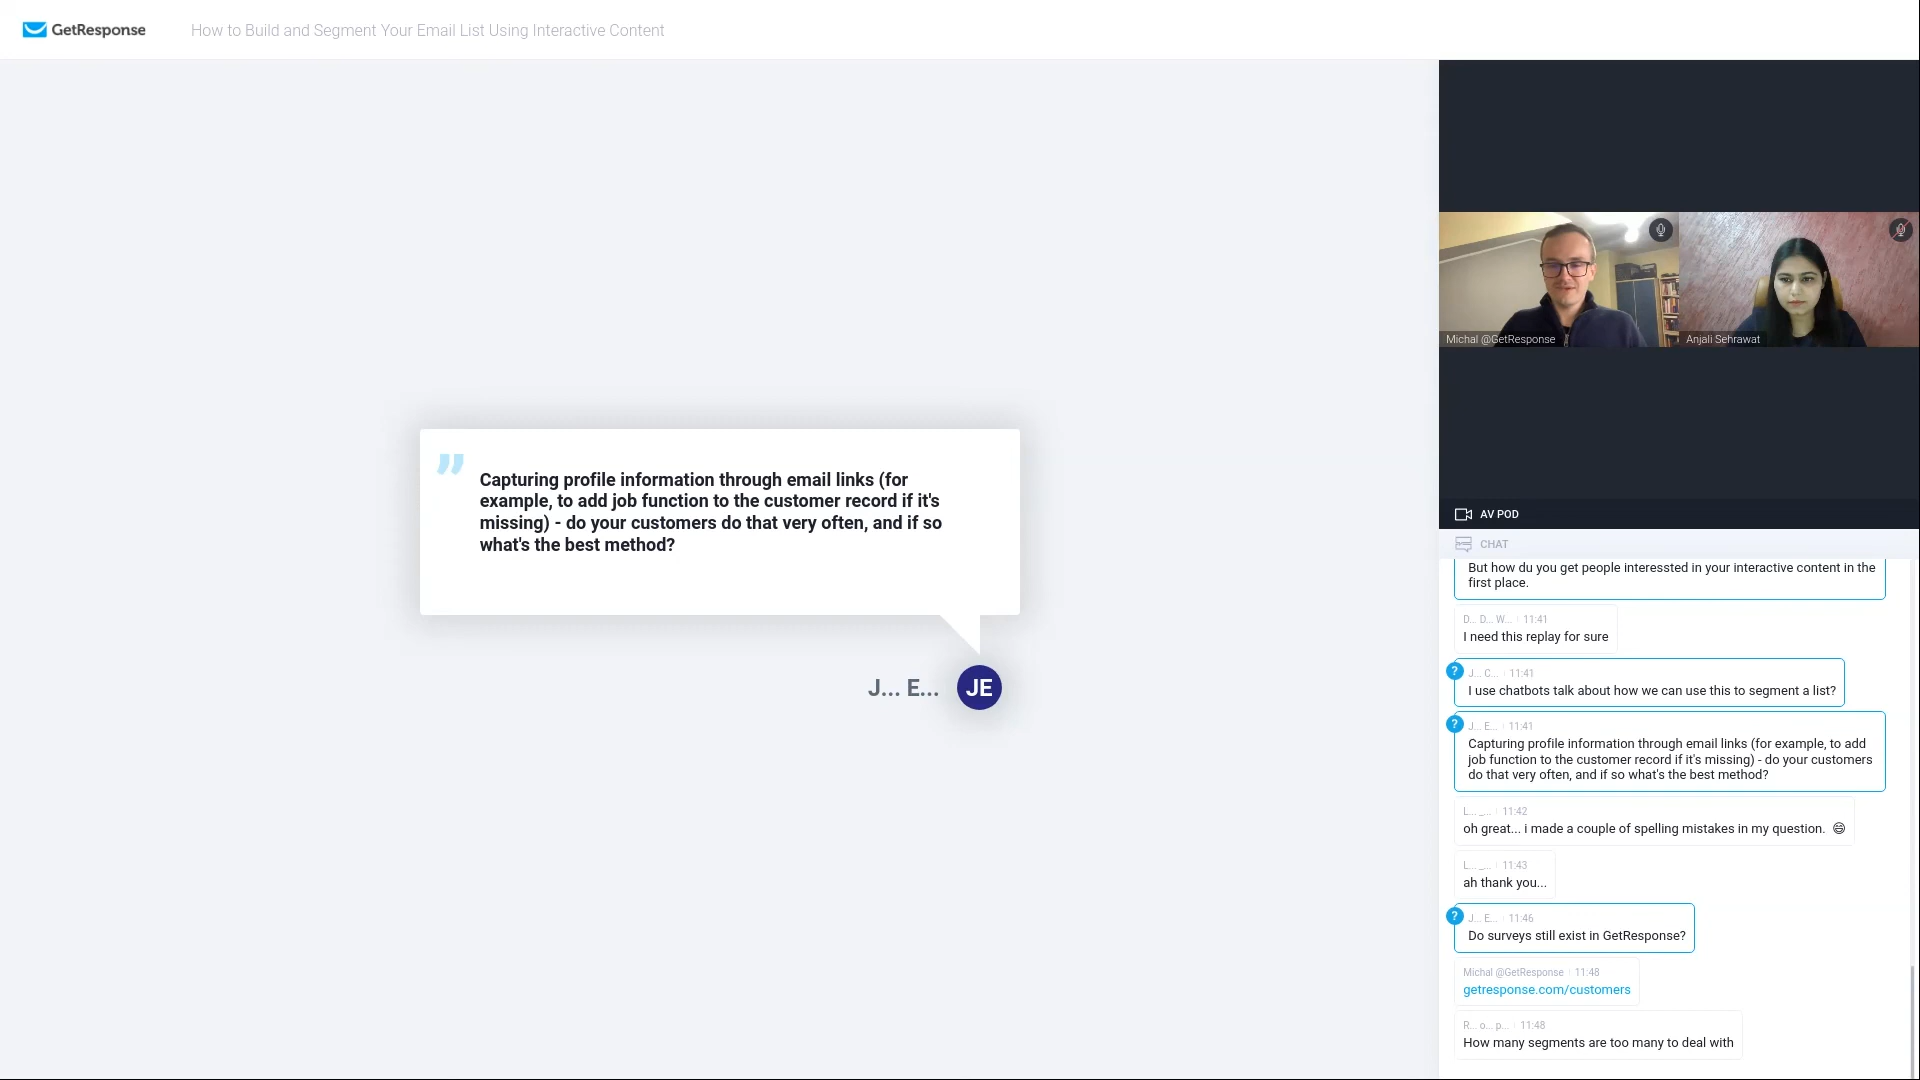 GetResponse
How to Build and Segment Your Email List Using Interactive Content
Capturing profile information through email links (for
example, to add job function to the customer record if it's
missing) - do your customers do that very often, and if so
what's the best method?
J... E...
JE
Michal @GetResponse
Anjali Sehrawat
AV POD
CHAT
But how du you get people interessted in your interactive content in the
first place.
D... D... W... 11:41
I need this replay for sure
?
J... C... 11:41
I use chatbots talk about how we can use this to segment a list?
?
J... E... 11:41
Capturing profile information through email links (for example, to add
job function to the customer record if it's missing) - do your customers
do that very often, and if so what's the best method?
L... _... 11:42
oh great... i made a couple of spelling mistakes in my question. 😄
L... _... 11:43
ah thank you...
?
J... E... 11:46
Do surveys still exist in GetResponse?
Michal @GetResponse 11:48
getresponse.com/customers
R... o... p... 11:48
How many segments are too many to deal with